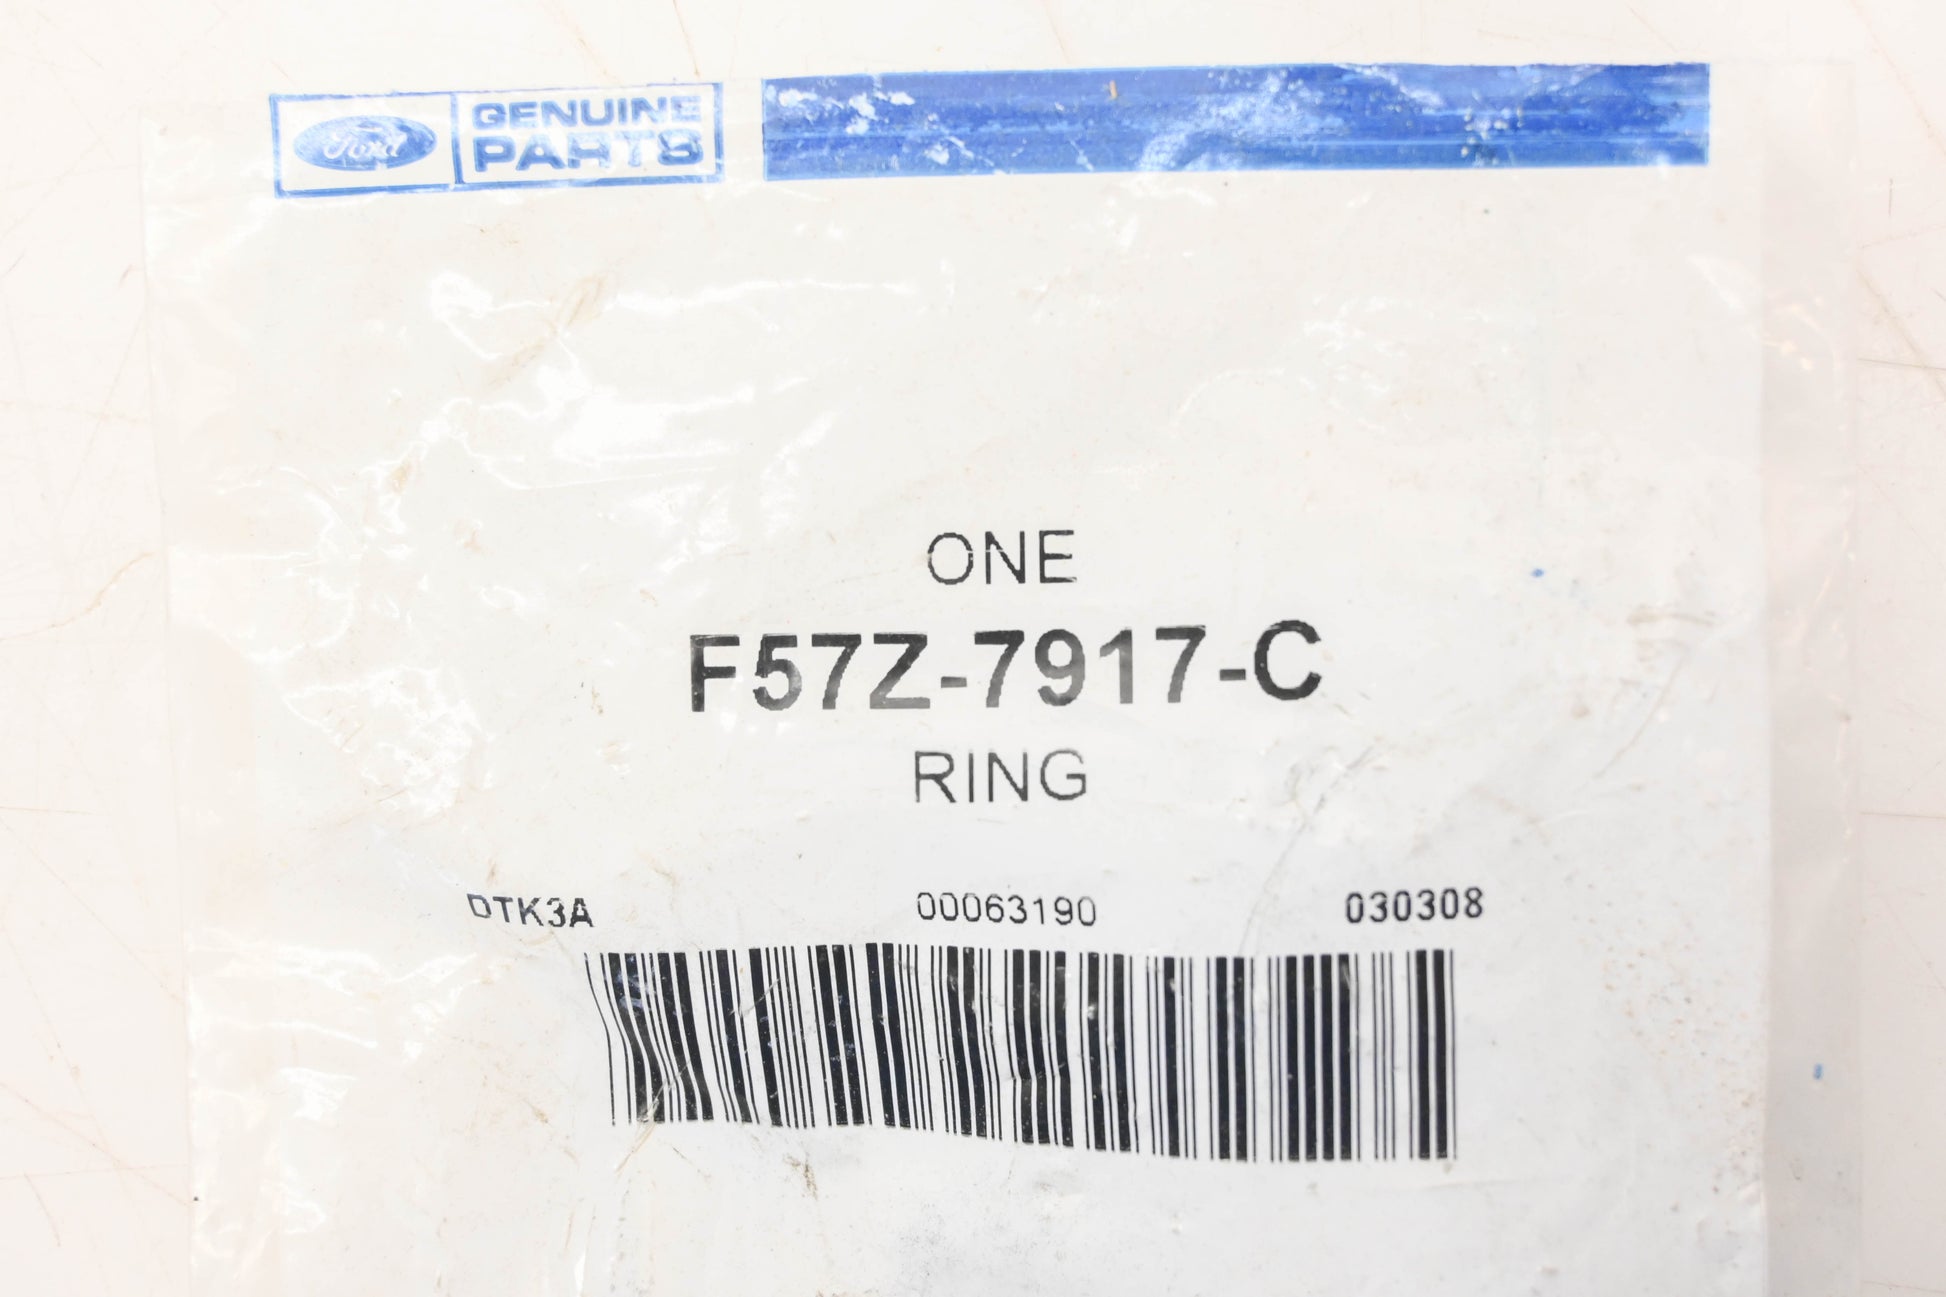 Ford
GENUINE
PARTS
ONE
F57Z-7917-C
RING
DTK3A 00063190 030308